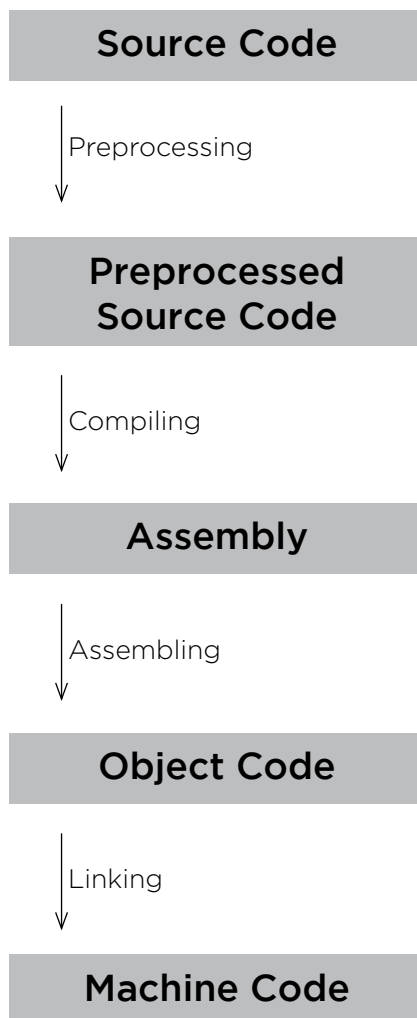 Source Code
Preprocessing
Preprocessed
Source Code
Compiling
Assembly
Assembling
Object Code
Linking
Machine Code